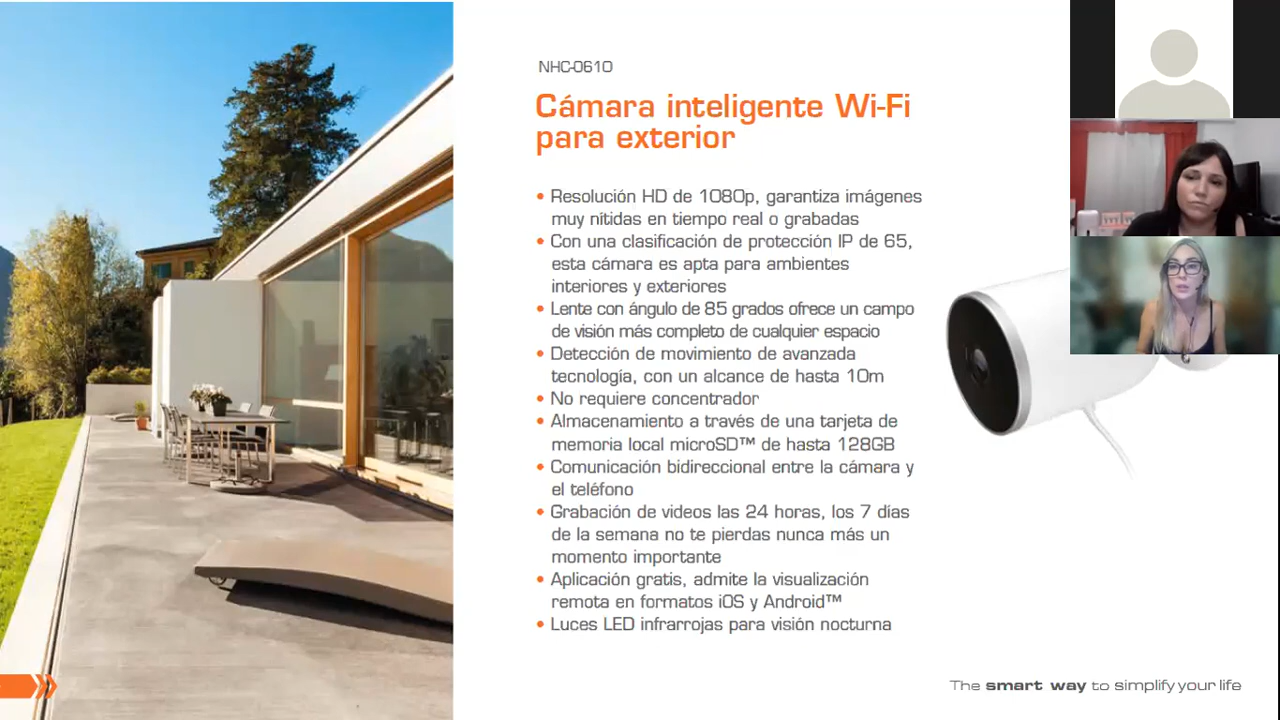 NHC-0610
Cámara inteligente Wi-Fi
para exterior
• Resolución HD de 1080p, garantiza imágenes
muy nítidas en tiempo real o grabadas
• Con una clasificación de protección IP de 65,
esta cámara es apta para ambientes
interiores y exteriores
• Lente con ángulo de 85 grados ofrece un campo
de visión más completo de cualquier espacio
• Detección de movimiento de avanzada
tecnología, con un alcance de hasta 10m
• No requiere concentrador
• Almacenamiento a través de una tarjeta de
memoria local microSD™ de hasta 128GB
• Comunicación bidireccional entre la cámara y
el teléfono
• Grabación de videos las 24 horas, los 7 días
de la semana no te pierdas nunca más un
momento importante
• Aplicación gratis, admite la visualización
remota en formatos iOS y Android™
• Luces LED infrarrojas para visión nocturna
The smart way to simplify your life